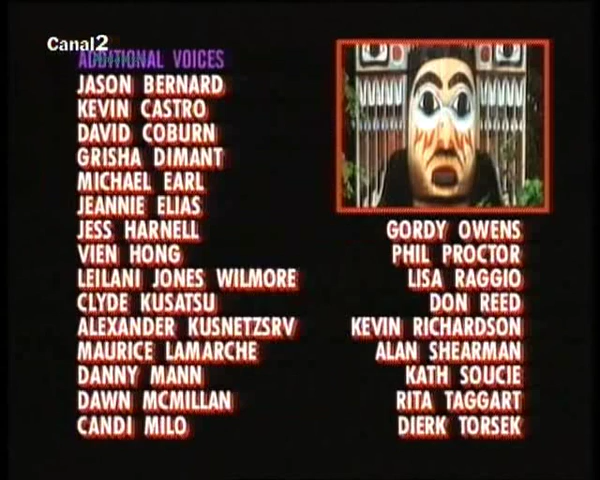 Canal2
ADDITIONAL VOICES
JASON BERNARD
KEVIN CASTRO
DAVID COBURN
GRISHA DIMANT
MICHAEL EARL
JEANNIE ELIAS
JESS HARNELL
VIEN HONG
LEILANI JONES WILMORE
CLYDE KUSATSU
ALEXANDER KUSNETZSRV
MAURICE LAMARCHE
DANNY MANN
DAWN MCMILLAN
CANDI MILO
GORDY OWENS
PHIL PROCTOR
LISA RAGGIO
DON REED
KEVIN RICHARDSON
ALAN SHEARMAN
KATH SOUCIE
RITA TAGGART
DIERK TORSEK